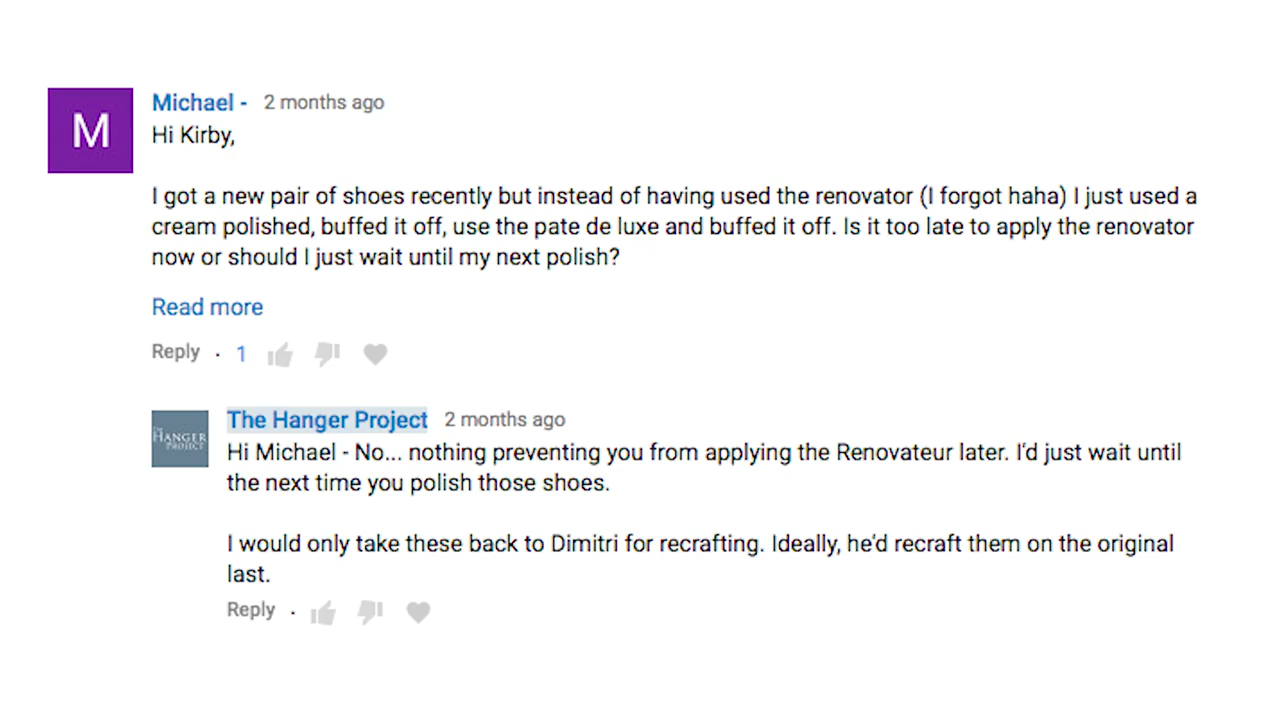 M
Michael - 2 months ago
Hi Kirby,
I got a new pair of shoes recently but instead of having used the renovator (I forgot haha) I just used a
cream polished, buffed it off, use the pate de luxe and buffed it off. Is it too late to apply the renovator
now or should I just wait until my next polish?
Read more
Reply · 1
THE
HANGER
PROJECT
The Hanger Project 2 months ago
Hi Michael - No... nothing preventing you from applying the Renovateur later. I'd just wait until
the next time you polish those shoes.
I would only take these back to Dimitri for recrafting. Ideally, he'd recraft them on the original
last.
Reply ·